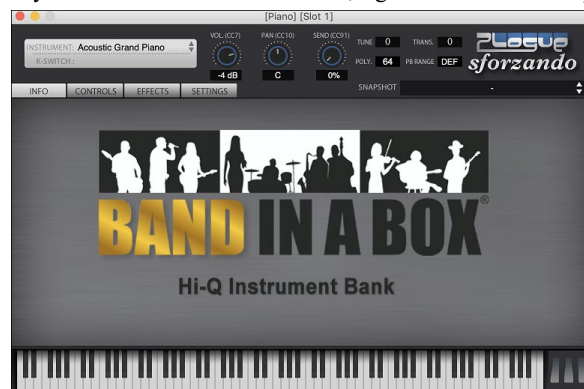 [Piano] [Slot 1]
INSTRUMENT: Acoustic Grand Piano
K-SWITCH :
VOL. (CC7)
-4 dB
PAN (CC10)
C
SEND (CC91)
0%
TUNE 0 TRANS. 0
POLY. 64 PB RANGE DEF
Plogue
sforzando
INFO CONTROLS EFFECTS SETTINGS
SNAPSHOT -
BAND IN A BOX®
Hi-Q Instrument Bank